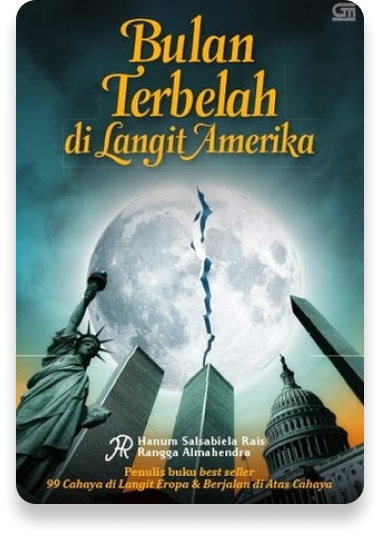 GM
Bulan
Terbelah
di Langit Amerika
Hanum Salsabiela Rais
Rangga Almahendra
Penulis buku best seller
99 Cahaya di Langit Eropa & Berjalan di Atas Cahaya